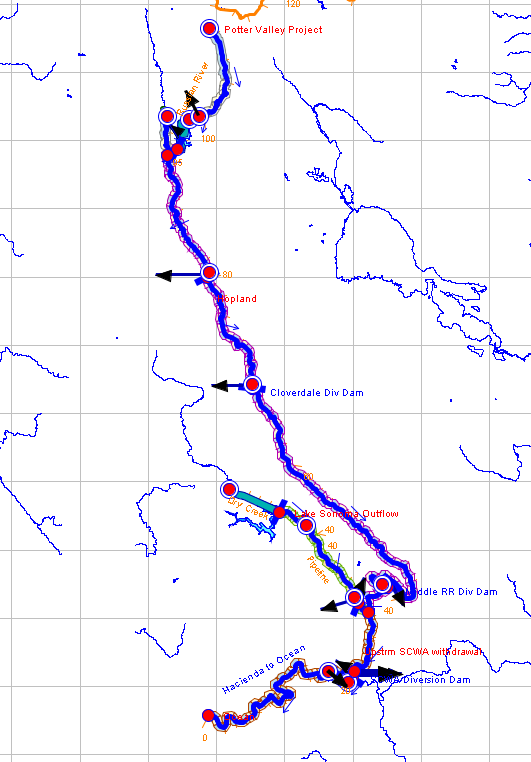 120
Potter Valley Project
River
100
80
Hopland
Cloverdale Div Dam
Dry Creek
Lake Sonoma Outflow
40
40
Pipeline
Middle RR Div Dam
40
Upstrm SCWA withdrawal
Hacienda to Ocean
Diversion Dam
0